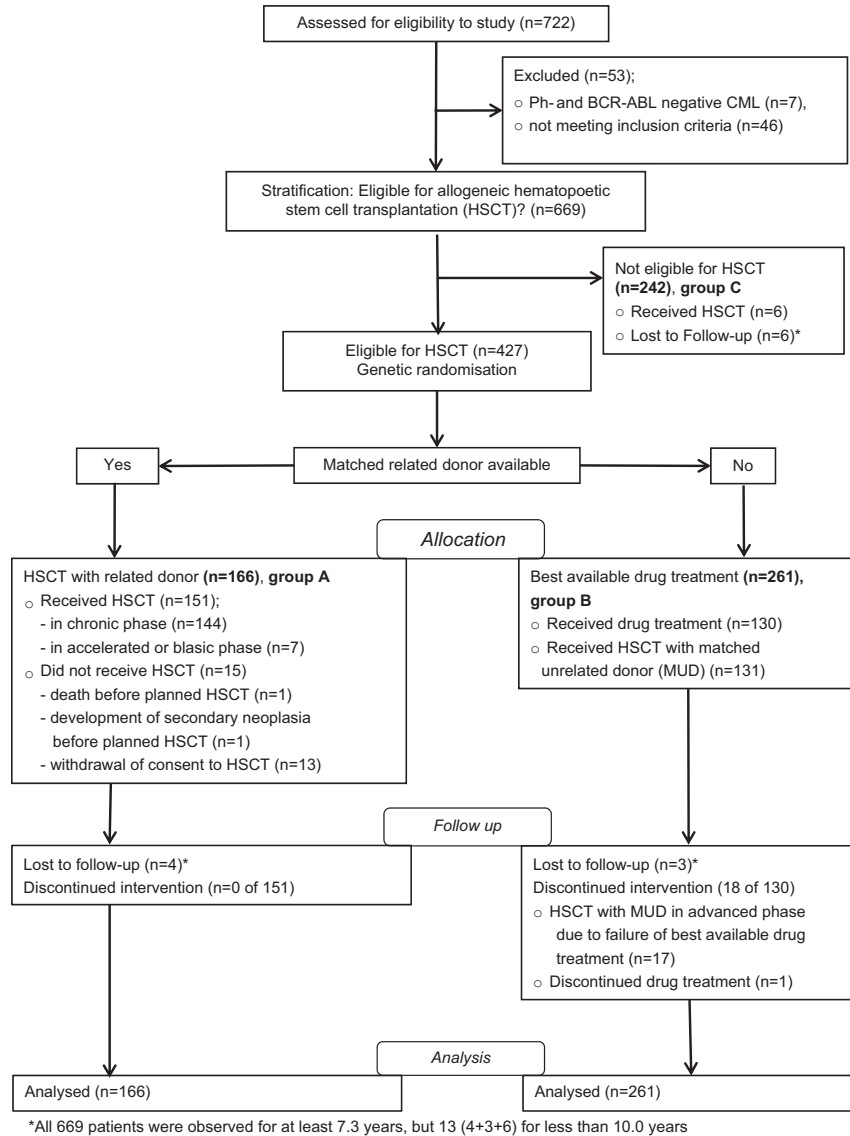 Assessed for eligibility to study (n=722)
Excluded (n=53);
○ Ph- and BCR-ABL negative CML (n=7),
○ not meeting inclusion criteria (n=46)
Stratification: Eligible for allogeneic hematopoetic
stem cell transplantation (HSCT)? (n=669)
Not eligible for HSCT
(n=242), group C
○ Received HSCT (n=6)
○ Lost to Follow-up (n=6)*
Eligible for HSCT (n=427)
Genetic randomisation
Yes
Matched related donor available
No
Allocation
HSCT with related donor (n=166), group A
○ Received HSCT (n=151);
- in chronic phase (n=144)
- in accelerated or blasic phase (n=7)
○ Did not receive HSCT (n=15)
- death before planned HSCT (n=1)
- development of secondary neoplasia
before planned HSCT (n=1)
- withdrawal of consent to HSCT (n=13)
Best available drug treatment (n=261),
group B
○ Received drug treatment (n=130)
○ Received HSCT with matched
unrelated donor (MUD) (n=131)
Follow up
Lost to follow-up (n=4)*
Discontinued intervention (n=0 of 151)
Lost to follow-up (n=3)*
Discontinued intervention (18 of 130)
○ HSCT with MUD in advanced phase
due to failure of best available drug
treatment (n=17)
○ Discontinued drug treatment (n=1)
Analysis
Analysed (n=166)
Analysed (n=261)
*All 669 patients were observed for at least 7.3 years, but 13 (4+3+6) for less than 10.0 years